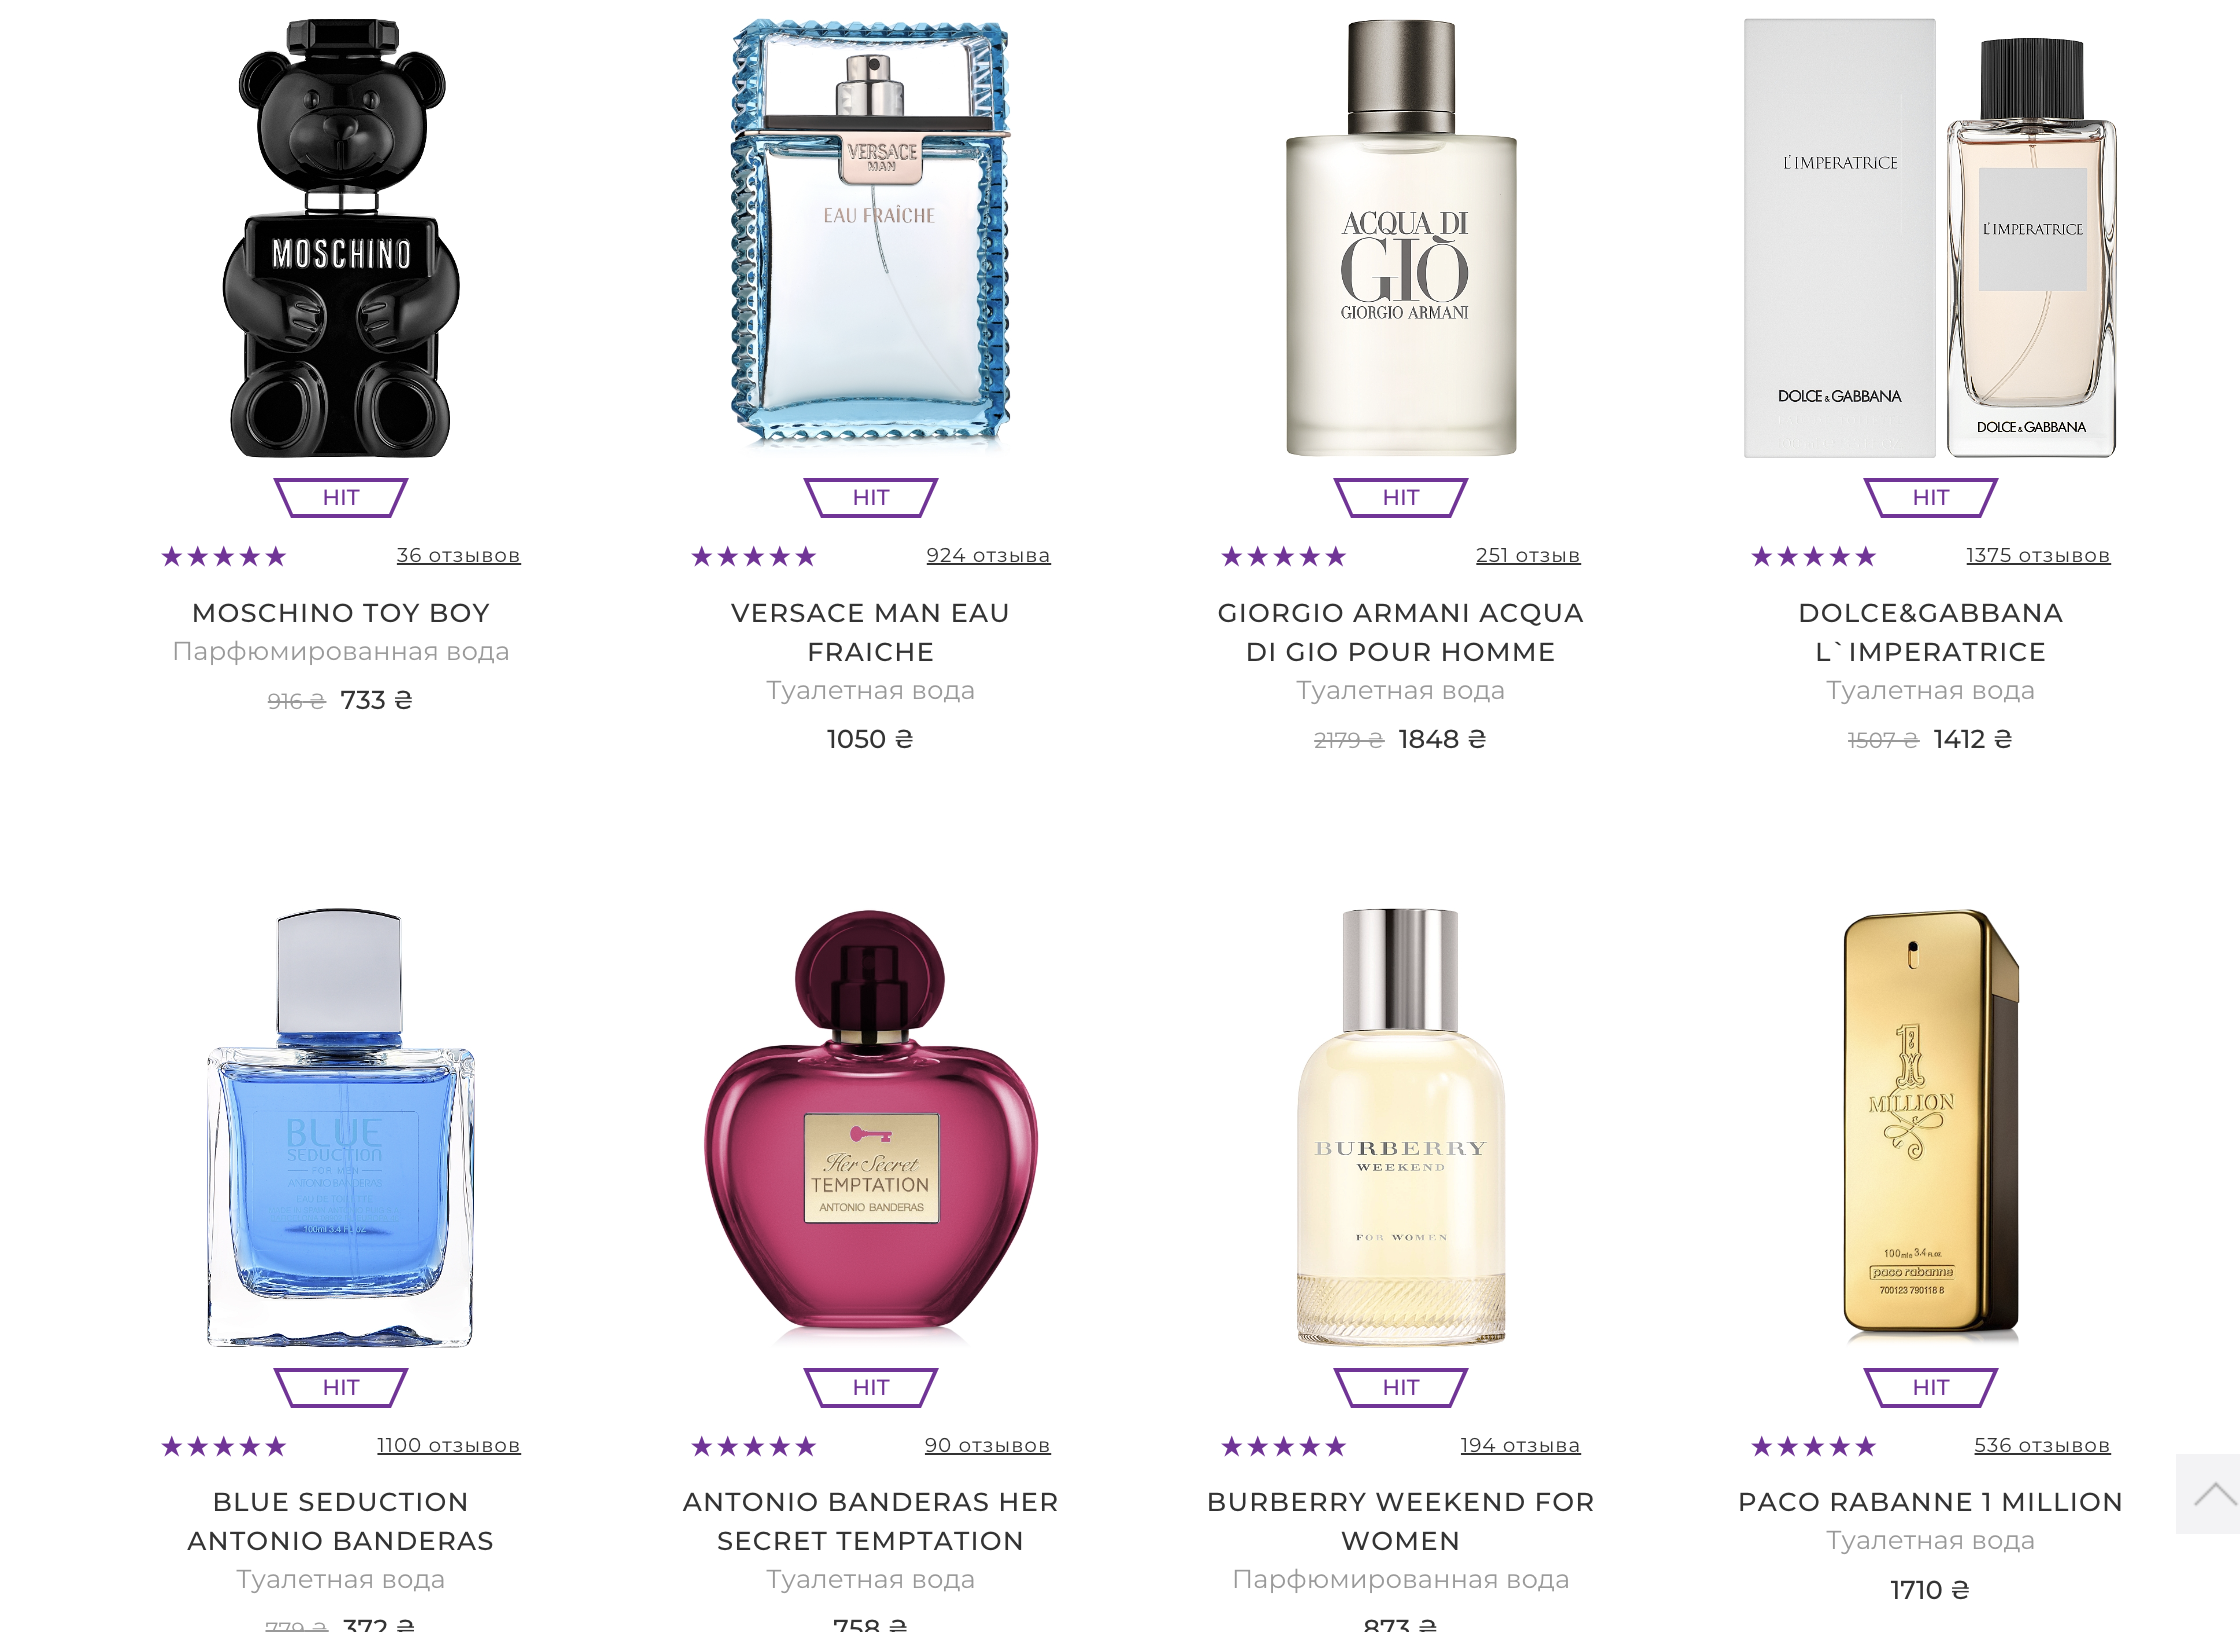 MOSCHINO
VERSACE
MAN
EAU FRAÎCHE
ACQUA DI
GIÒ
GIORGIO ARMANI
L'IMPERATRICE
DOLCE&GABBANA
L'IMPERATRICE
DOLCE&GABBANA
HIT
HIT
HIT
HIT
36 отзывов
924 отзыва
251 отзыв
1375 отзывов
MOSCHINO TOY BOY
Парфюмированная вода
916 ₴ 733 ₴
VERSACE MAN EAU
FRAICHE
Туалетная вода
1050 ₴
GIORGIO ARMANI ACQUA
DI GIO POUR HOMME
Туалетная вода
2179 ₴ 1848 ₴
DOLCE&GABBANA
L`IMPERATRICE
Туалетная вода
1507 ₴ 1412 ₴
BLUE
SEDUCTION
FOR MEN
ANTONIO BANDERAS
Her Secret
TEMPTATION
ANTONIO BANDERAS
BURBERRY
WEEKEND
FOR WOMEN
1
MILLION
100ml e 3.4 FL.OZ.
paco rabanne
700123 790118 8
HIT
HIT
HIT
HIT
1100 отзывов
90 отзывов
194 отзыва
536 отзывов
BLUE SEDUCTION
ANTONIO BANDERAS
Туалетная вода
779 ₴ 372 ₴
ANTONIO BANDERAS HER
SECRET TEMPTATION
Туалетная вода
758 ₴
BURBERRY WEEKEND FOR
WOMEN
Парфюмированная вода
873 ₴
PACO RABANNE 1 MILLION
Туалетная вода
1710 ₴